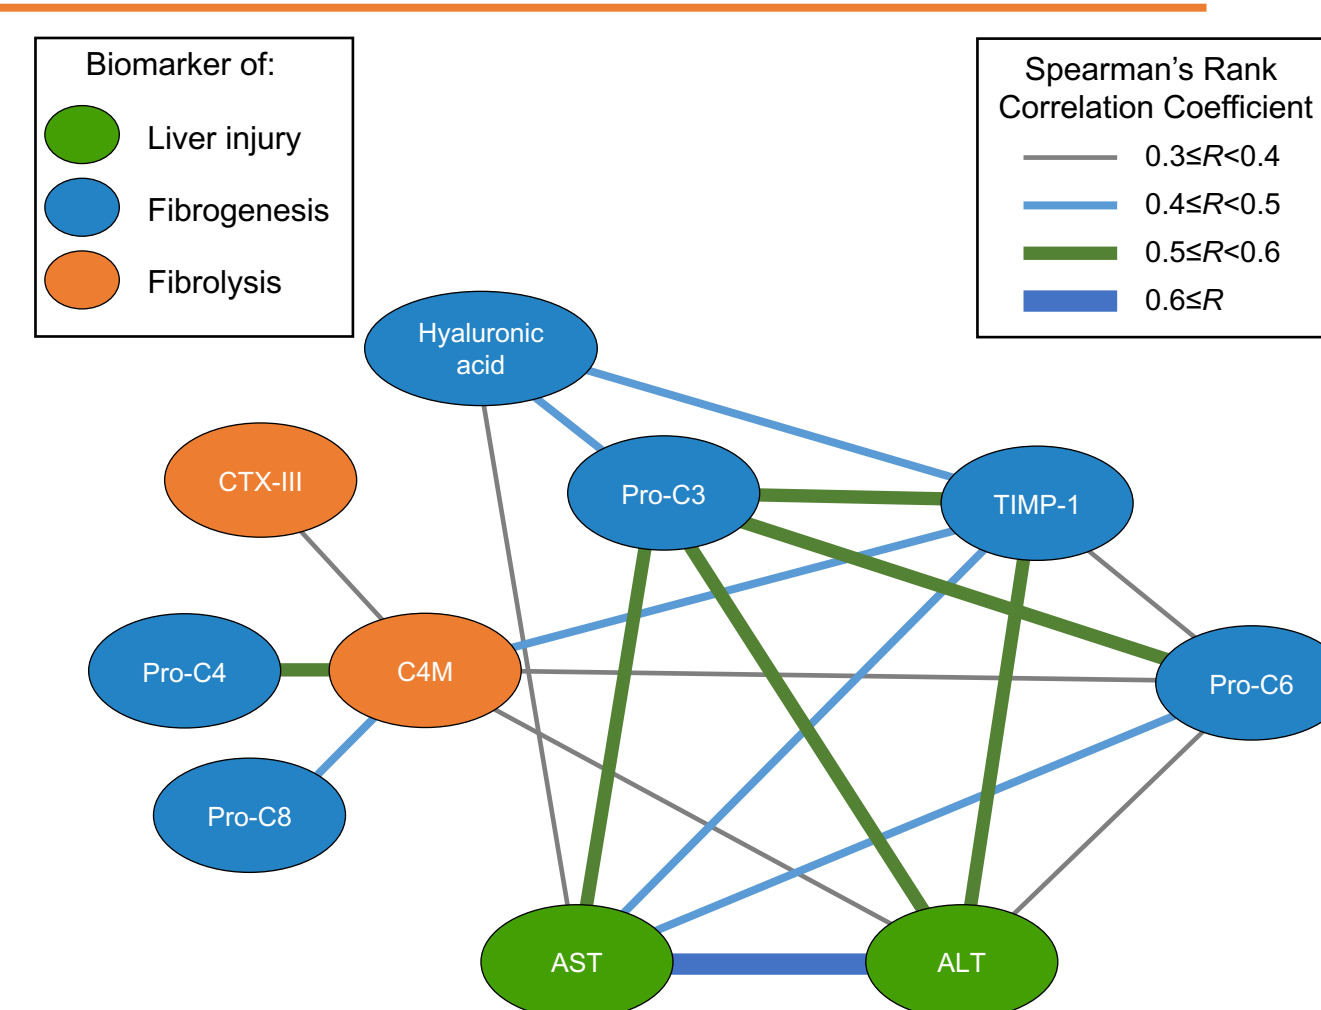 Biomarker of:
Liver injury
Fibrogenesis
Fibrolysis
Spearman’s Rank
Correlation Coefficient
0.3≤R<0.4
0.4≤R<0.5
0.5≤R<0.6
0.6≤R
Hyaluronic
acid
CTX-III
Pro-C3
TIMP-1
Pro-C4
C4M
Pro-C6
Pro-C8
AST
ALT